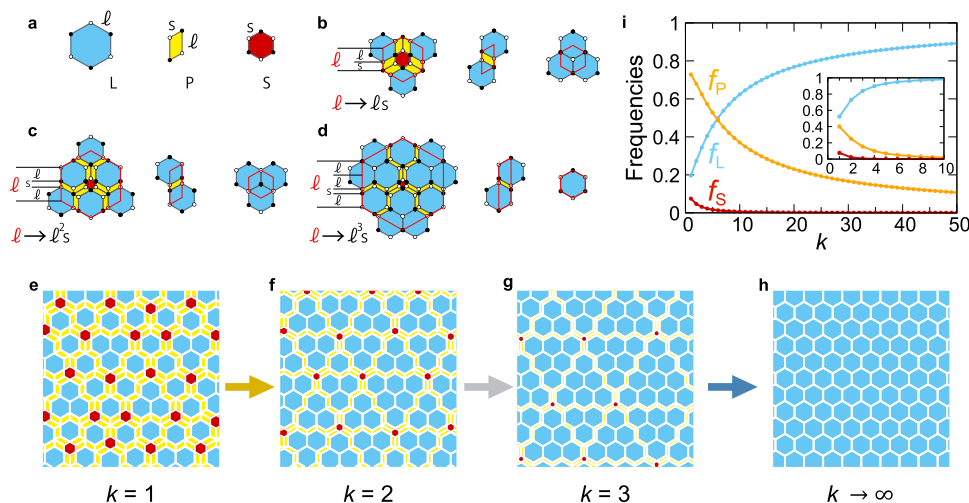 a
ℓ
L
s
ℓ
P
s
S
b
ℓ
ℓ
s
ℓ→ℓs
c
ℓ
ℓ
s
ℓ
ℓ→ℓ²s
d
ℓ
ℓ
ℓ
s
ℓ
ℓ→ℓ³s
i
Frequencies
1
0.8
0.6
0.4
0.2
0
0 10 20 30 40 50
k
fP
fL
fS
1
0.8
0.6
0.4
0.2
0
0 2 4 6 8 10
e
f
g
h
k = 1
k = 2
k = 3
k → ∞